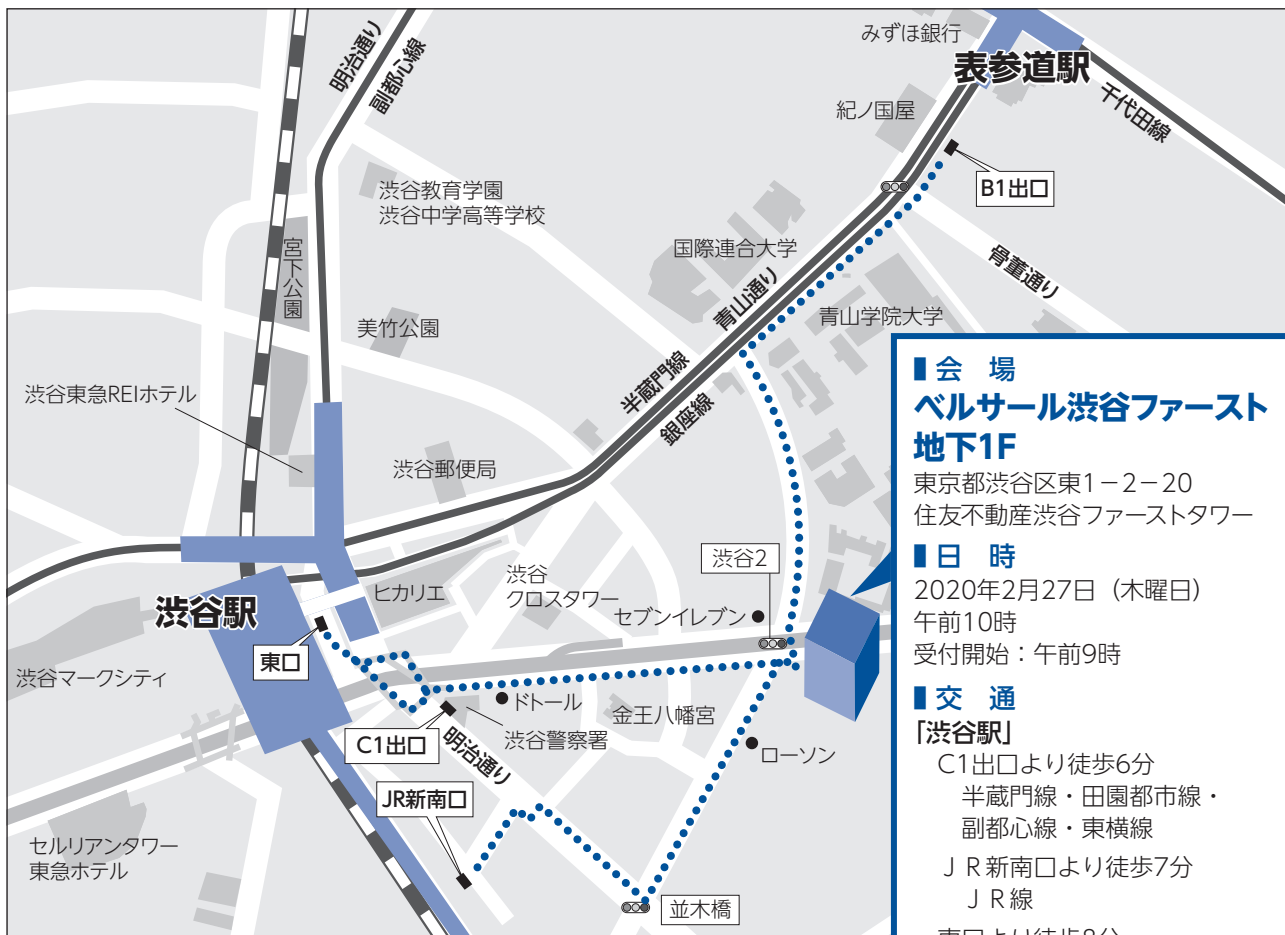 みずほ銀行
表参道駅
明治通り
副都心線
千代田線
紀ノ国屋
B1出口
渋谷教育学園
渋谷中学高等学校
国際連合大学
骨董通り
宮下公園
青山通り
青山学院大学
美竹公園
半蔵門線
銀座線
渋谷東急REIホテル
渋谷郵便局
渋谷2
ヒカリエ
渋谷
クロスタワー
セブンイレブン
渋谷駅
東口
渋谷マークシティ
ドトール
金王八幡宮
C1出口
渋谷警察署
明治通り
ローソン
JR新南口
セルリアンタワー
東急ホテル
並木橋
会 場
ベルサール渋谷ファースト
地下1F
東京都渋谷区東1−2−20
住友不動産渋谷ファーストタワー
日 時
2020年2月27日（木曜日）
午前10時
受付開始：午前9時
交 通
「渋谷駅」
C1出口より徒歩6分
半蔵門線・田園都市線・
副都心線・東横線
ＪＲ新南口より徒歩7分
ＪＲ線
東口より徒歩8分